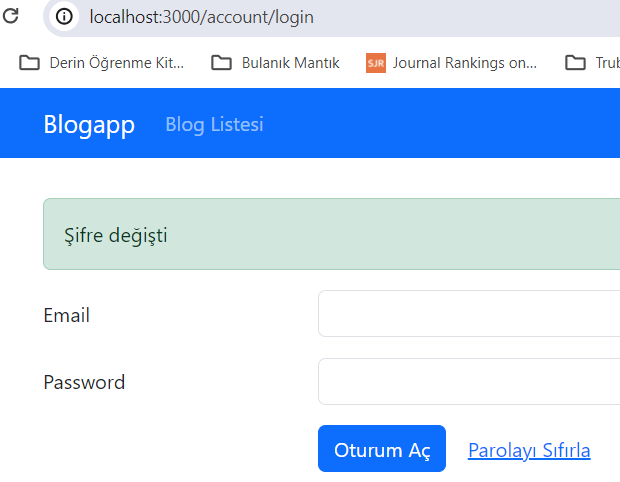 localhost:3000/account/login
Derin Öğrenme Kit... Bulanık Mantık SJR Journal Rankings on... Trub
Blogapp Blog Listesi
Şifre değişti
Email
Password
Oturum Aç Parolayı Sıfırla